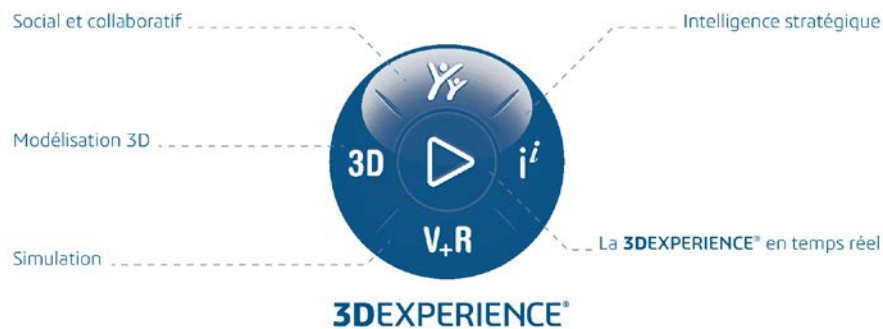 Social et collaboratif
Intelligence stratégique
Modélisation 3D
3D
i i
V+R
La 3DEXPERIENCE® en temps réel
Simulation
3DEXPERIENCE®